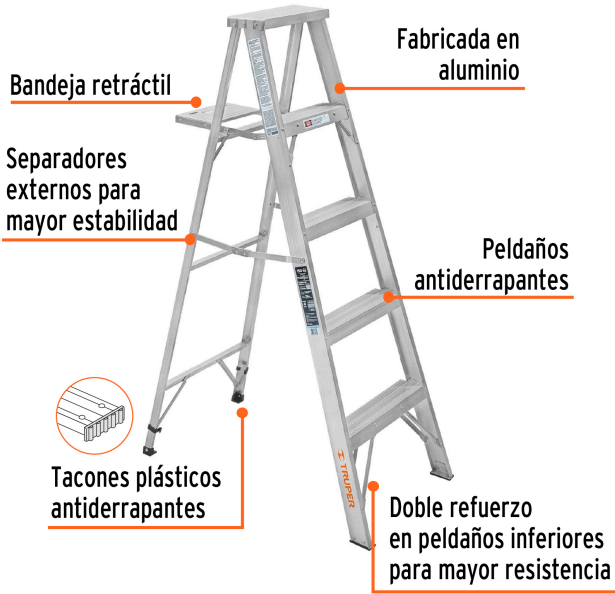 Fabricada en
aluminio
Bandeja retráctil
Separadores
externos para
mayor estabilidad
Peldaños
antiderrapantes
Tacones plásticos
antiderrapantes
TRUPER
Doble refuerzo
en peldaños inferiores
para mayor resistencia